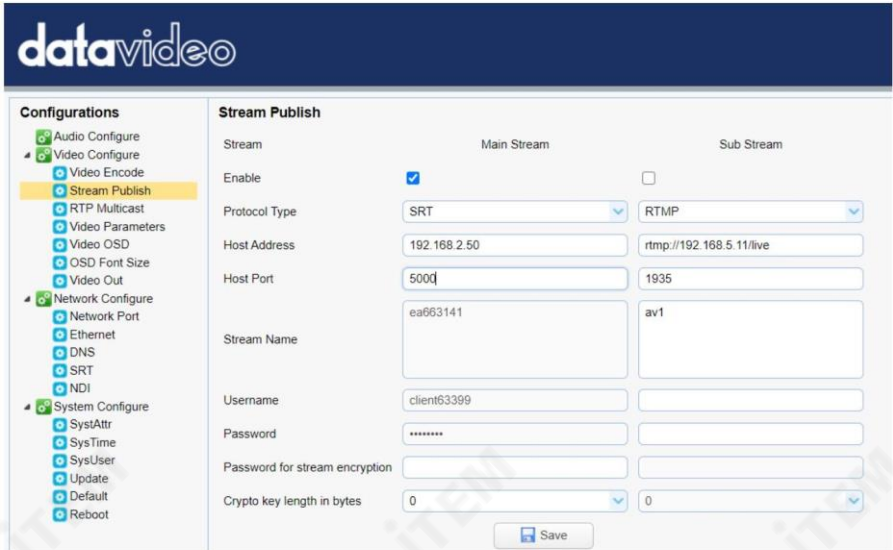 datavideo
Configurations
Audio Configure
Video Configure
Video Encode
Stream Publish
RTP Multicast
Video Parameters
Video OSD
OSD Font Size
Video Out
Network Configure
Network Port
Ethernet
DNS
SRT
NDI
System Configure
SystAttr
SysTime
SysUser
Update
Default
Reboot
Stream Publish
Stream Main Stream Sub Stream
Enable
Protocol Type SRT RTMP
Host Address 192.168.2.50 rtmp://192.168.5.11/live
Host Port 5000 1935
Stream Name ea663141 av1
Username client63399
Password ••••••••
Password for stream encryption
Crypto key length in bytes 0 0
Save
iTEM
iTEM
iTEM